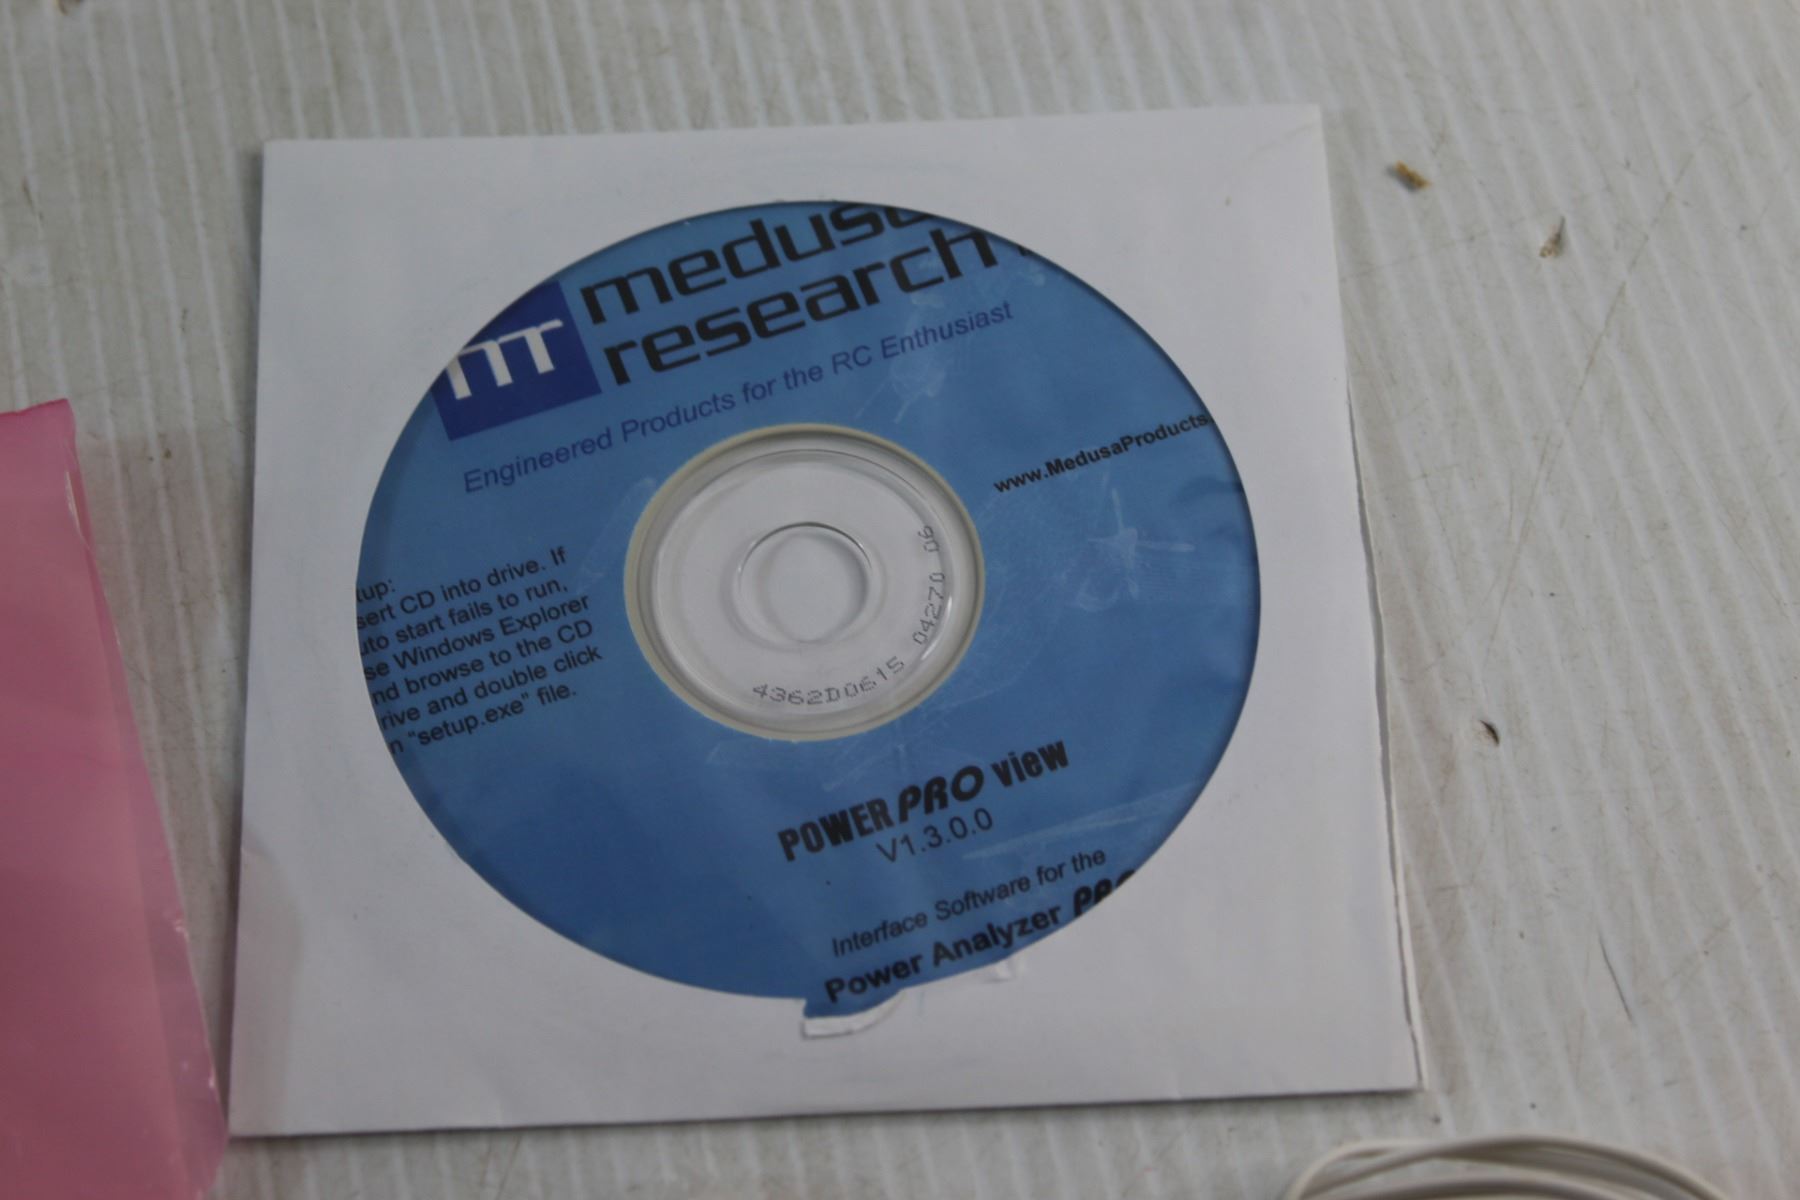 medusa
research
Engineered Products for the RC Enthusiast
www.MedusaProducts.
tup:
sert CD into drive. If
uto start fails to run,
se Windows Explorer
nd browse to the CD
rive and double click
n "setup.exe" file.
4362D0615 04270 06
POWER PRO view
V1.3.0.0
Interface Software for the
Power Analyzer PRO